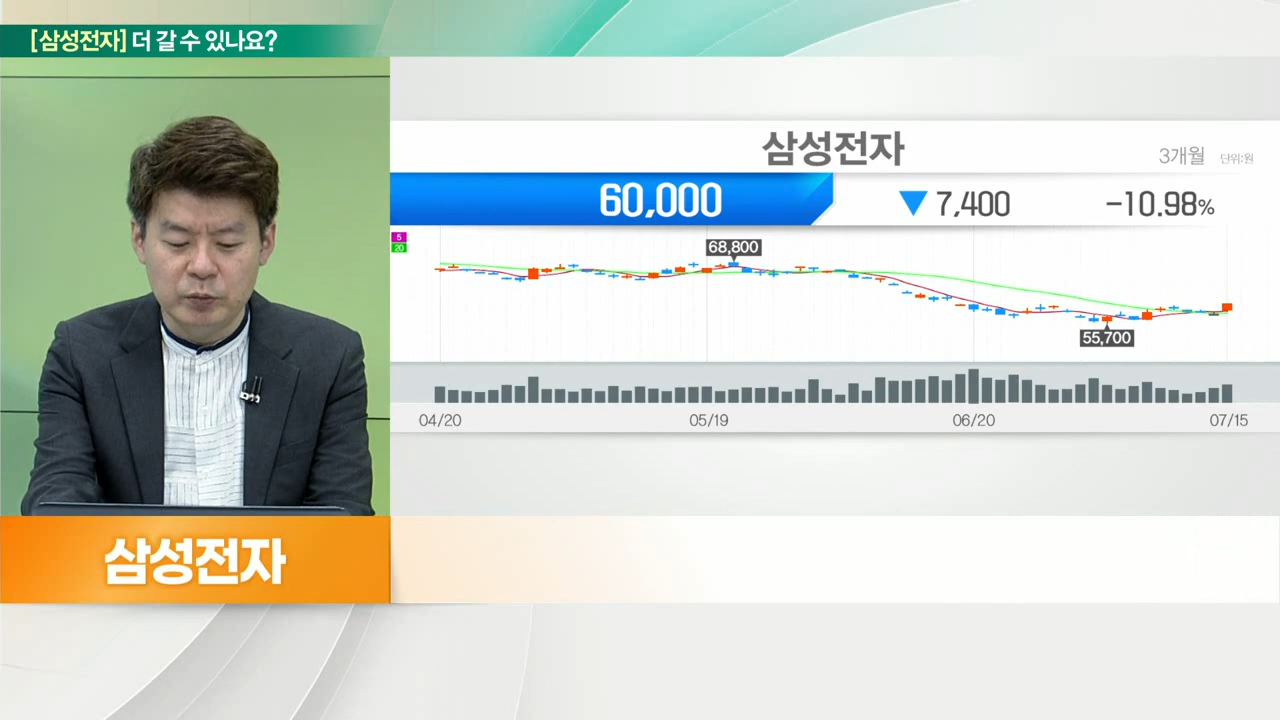 [삼성전자] 더 갈 수 있나요?
삼성전자
3개월 단위:원
60,000 ▼ 7,400 -10.98%
5
20
68,800
55,700
04/20 05/19 06/20 07/15
삼성전자